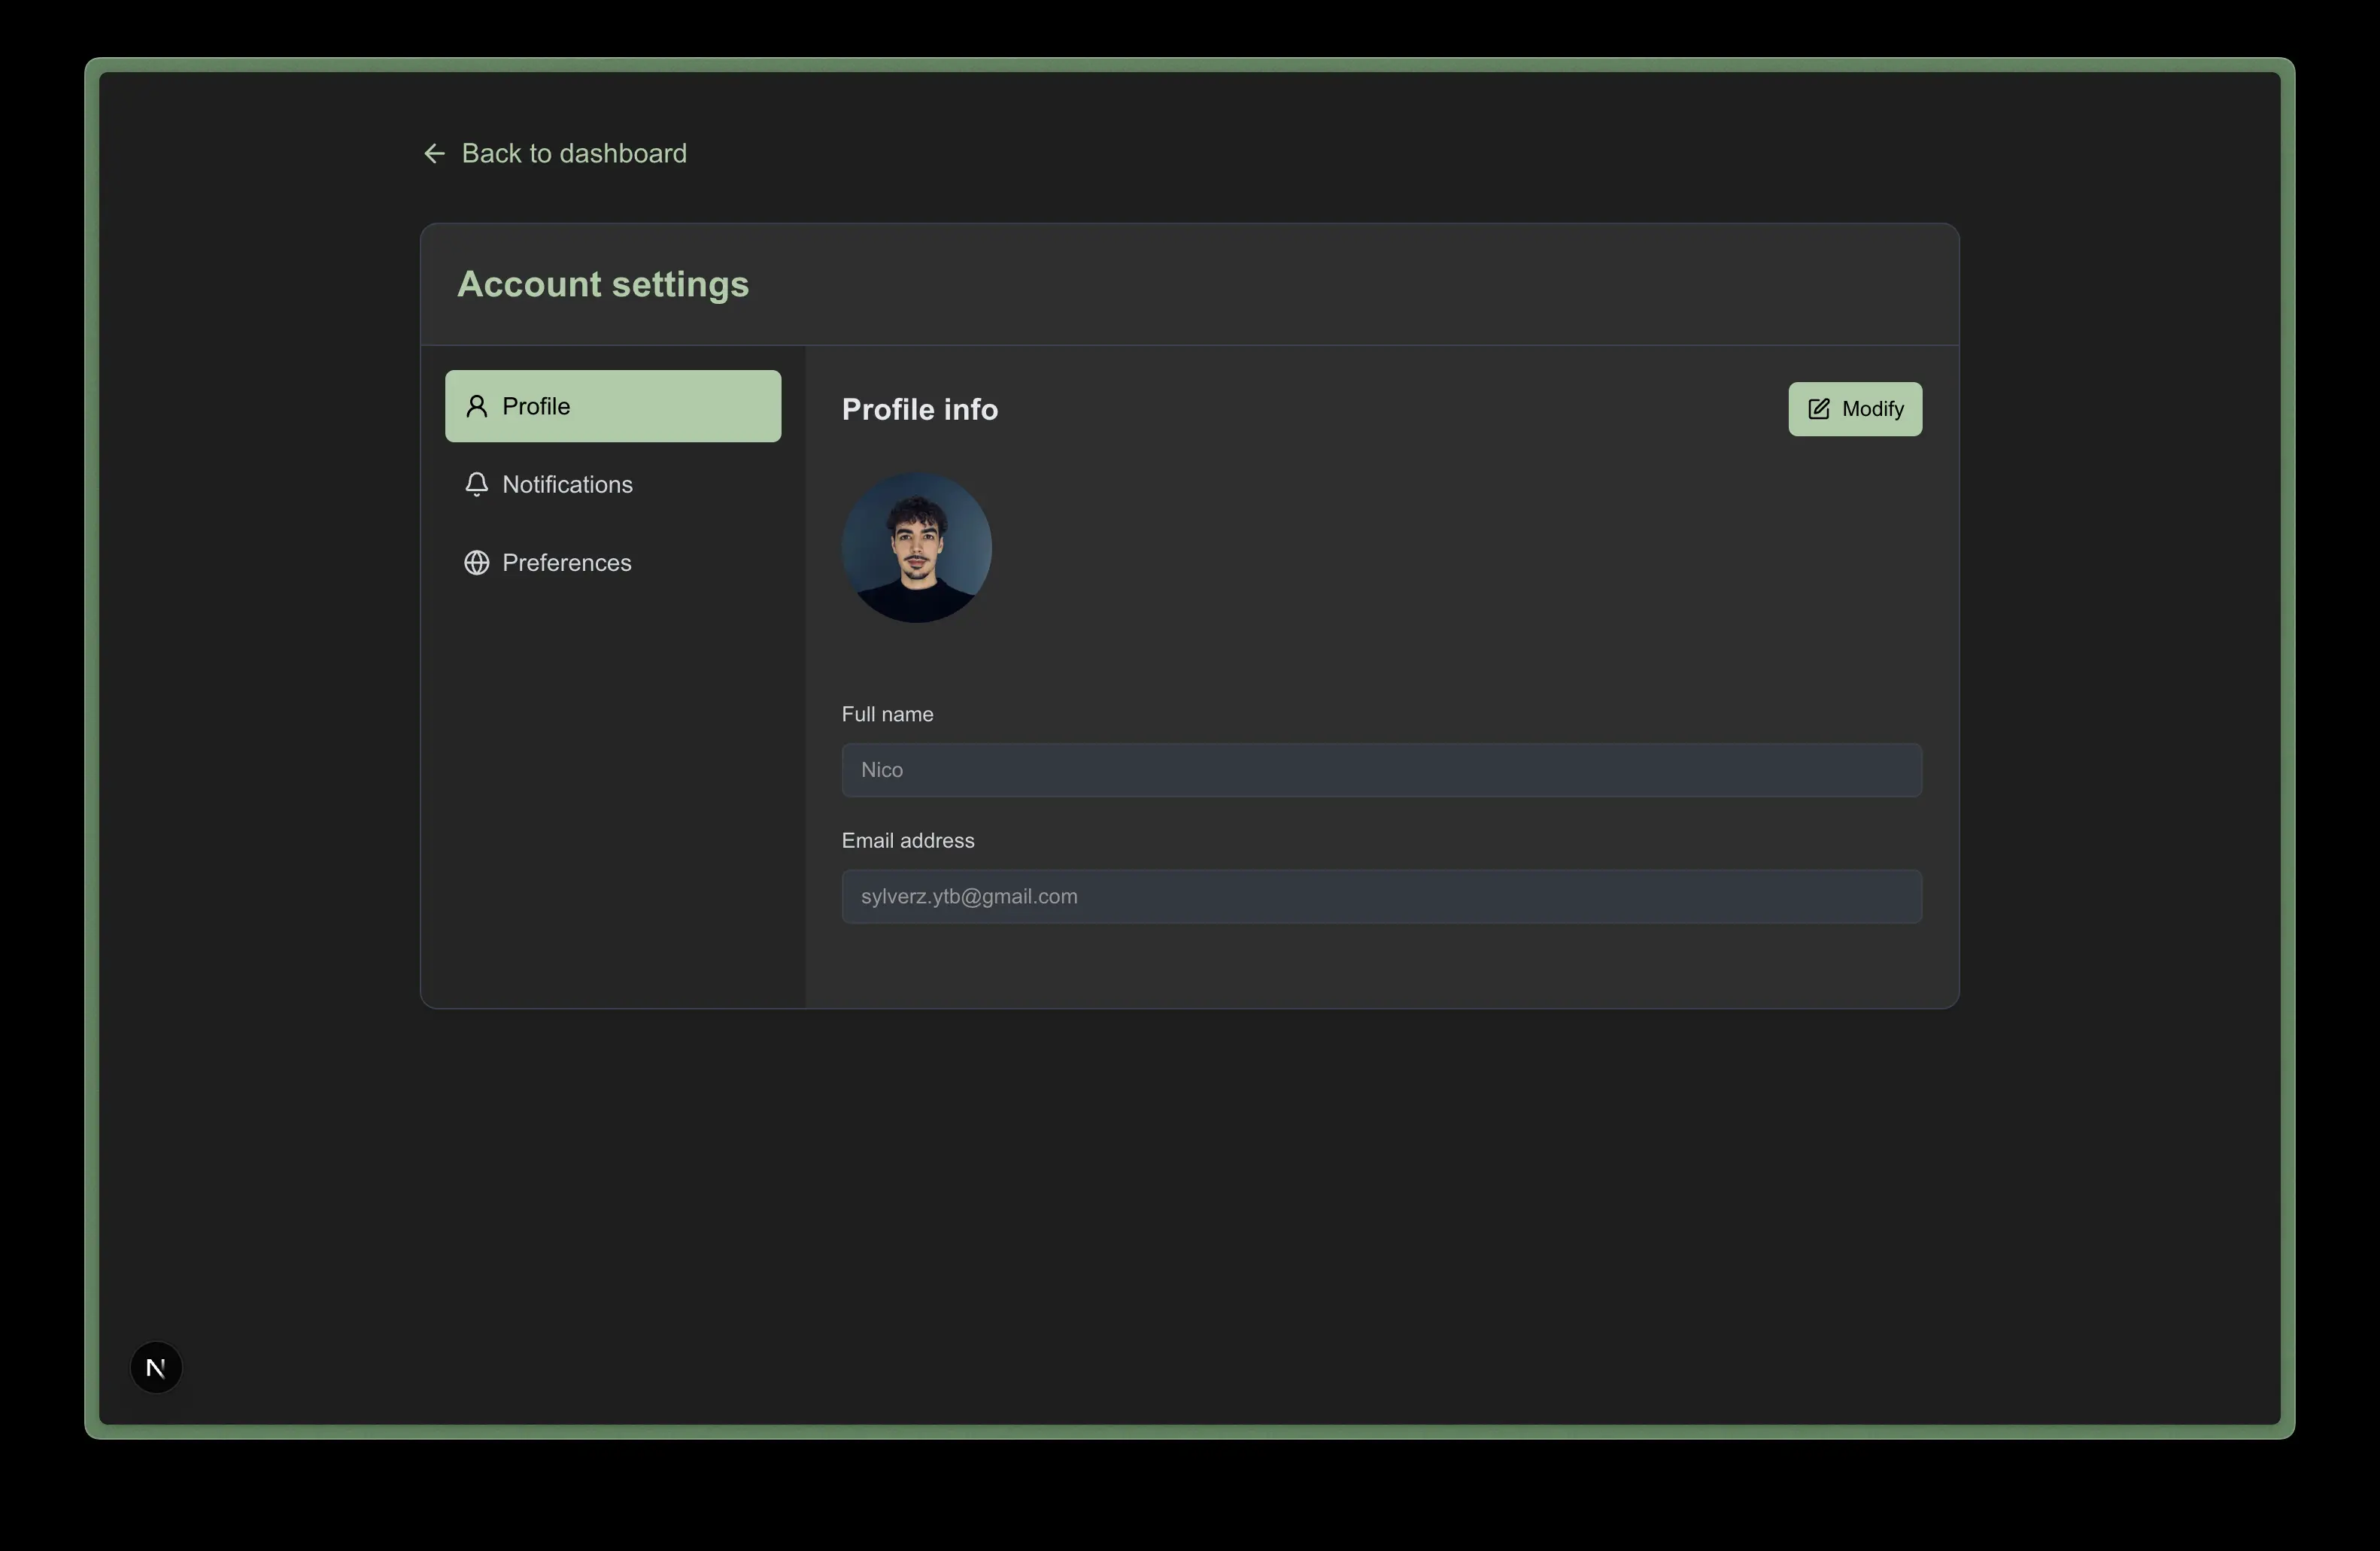 Back to dashboard
Account settings
Profile
Notifications
Preferences
Profile info
Modify
Full name
Nico
Email address
sylverz.ytb@gmail.com
N